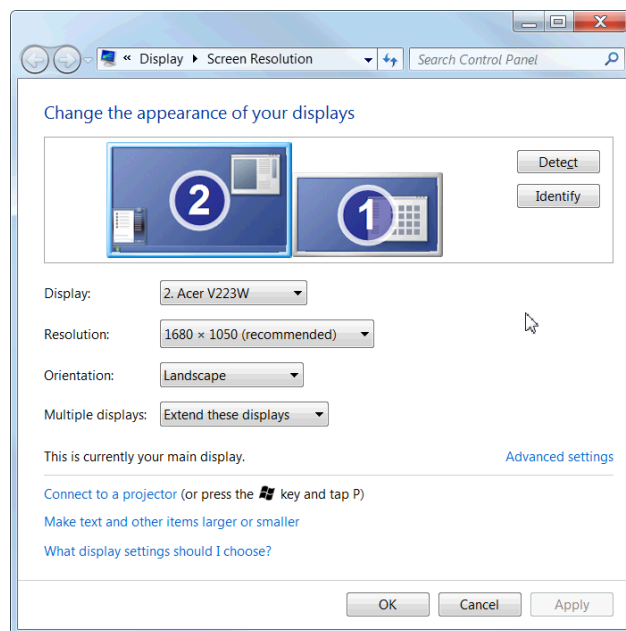 « Display Screen Resolution
Search Control Panel
Change the appearance of your displays
2
1
Detect
Identify
Display: 2. Acer V223W
Resolution: 1680 × 1050 (recommended)
Orientation: Landscape
Multiple displays: Extend these displays
This is currently your main display. Advanced settings
Connect to a projector (or press the key and tap P)
Make text and other items larger or smaller
What display settings should I choose?
OK Cancel Apply